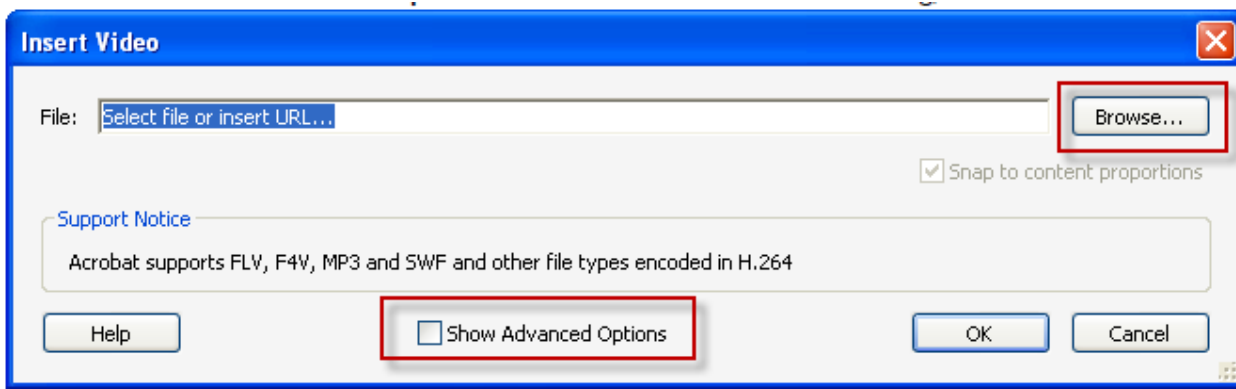 Insert Video
File: Select file or insert URL...
Browse...
Snap to content proportions
Support Notice
Acrobat supports FLV, F4V, MP3 and SWF and other file types encoded in H.264
Help
Show Advanced Options
OK
Cancel